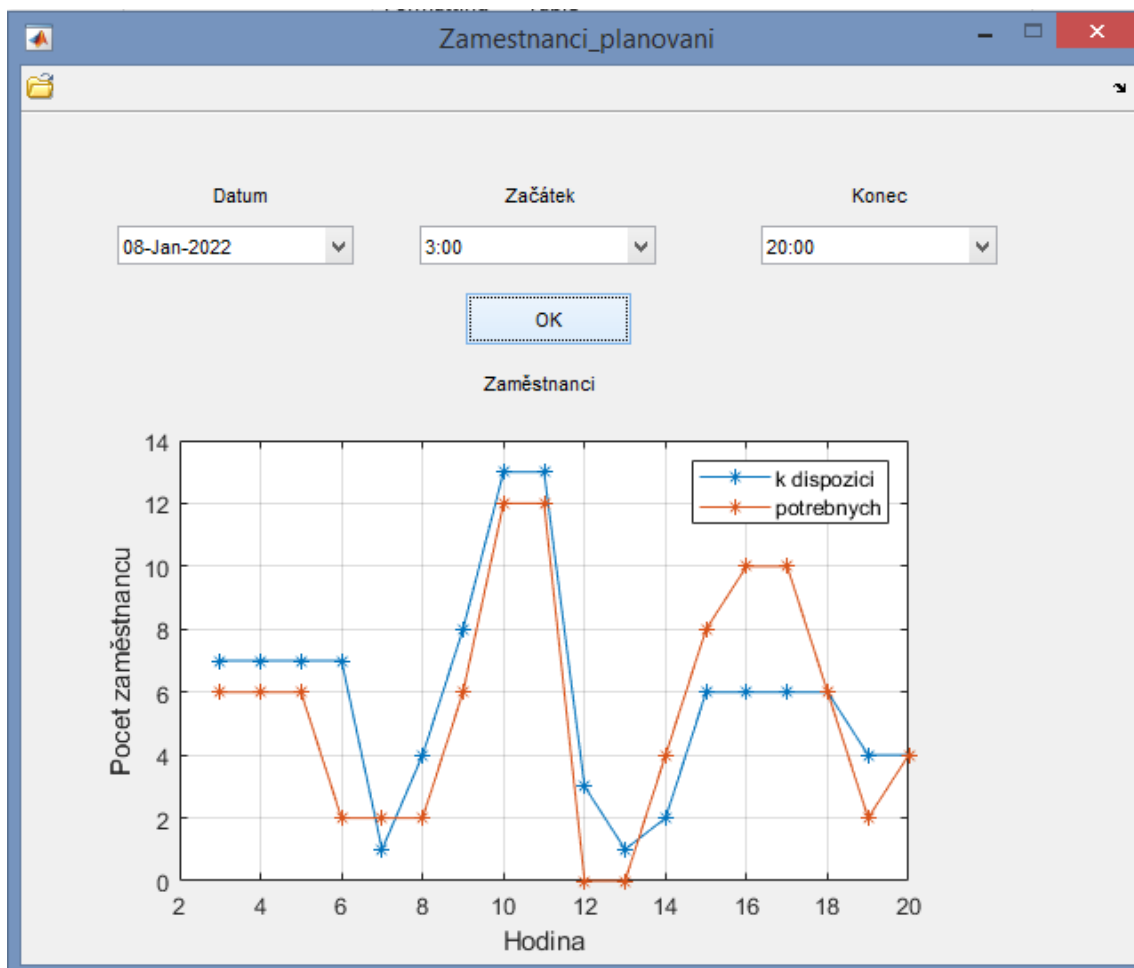 Zamestnanci_planovani
Datum
Začátek
Konec
08-Jan-2022
3:00
20:00
OK
Zaměstnanci
14
12
10
8
6
4
2
0
Pocet zaměstnancu
k dispozici
potrebnych
2 4 6 8 10 12 14 16 18 20
Hodina